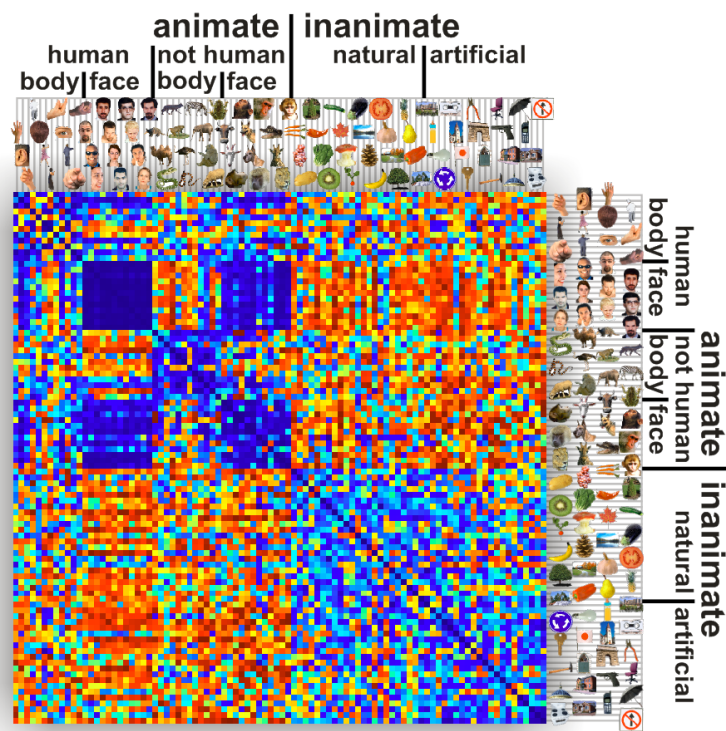 animate inanimate
human not human natural artificial
body face body face
human
body face
animate
not human
body face
inanimate
natural artificial